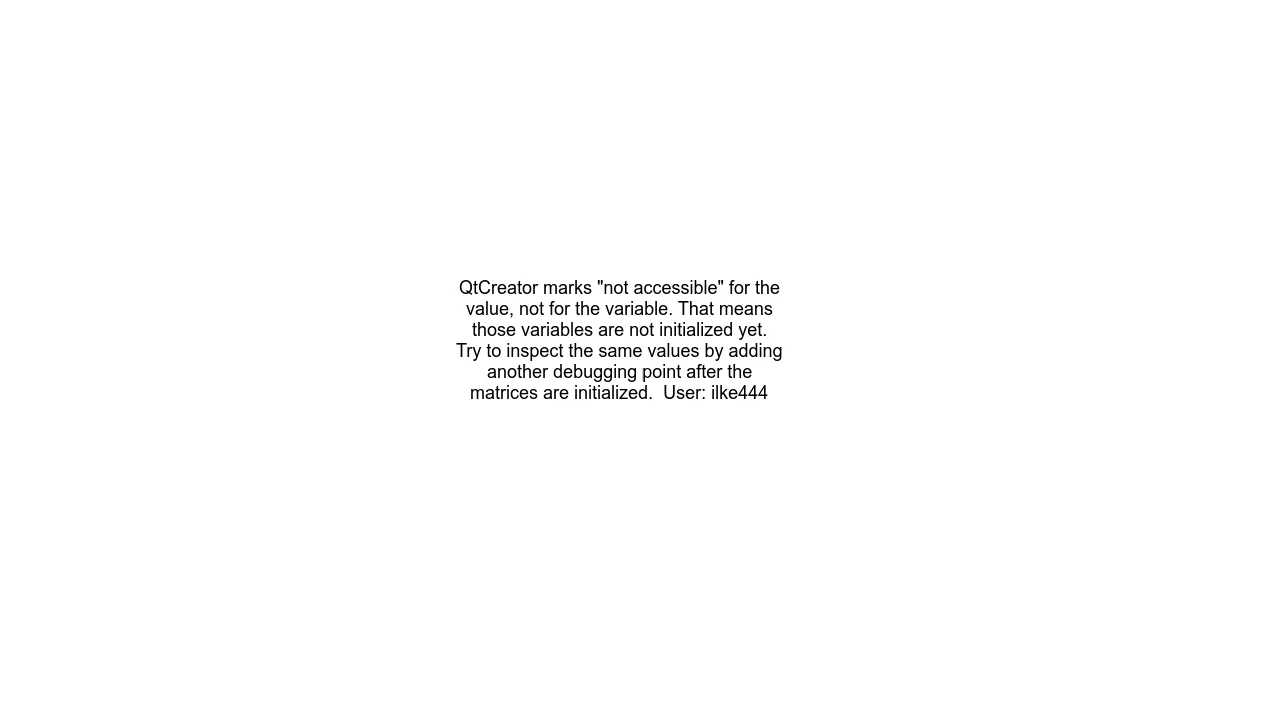 QtCreator marks "not accessible" for the
value, not for the variable. That means
those variables are not initialized yet.
Try to inspect the same values by adding
another debugging point after the
matrices are initialized.  User: ilke444